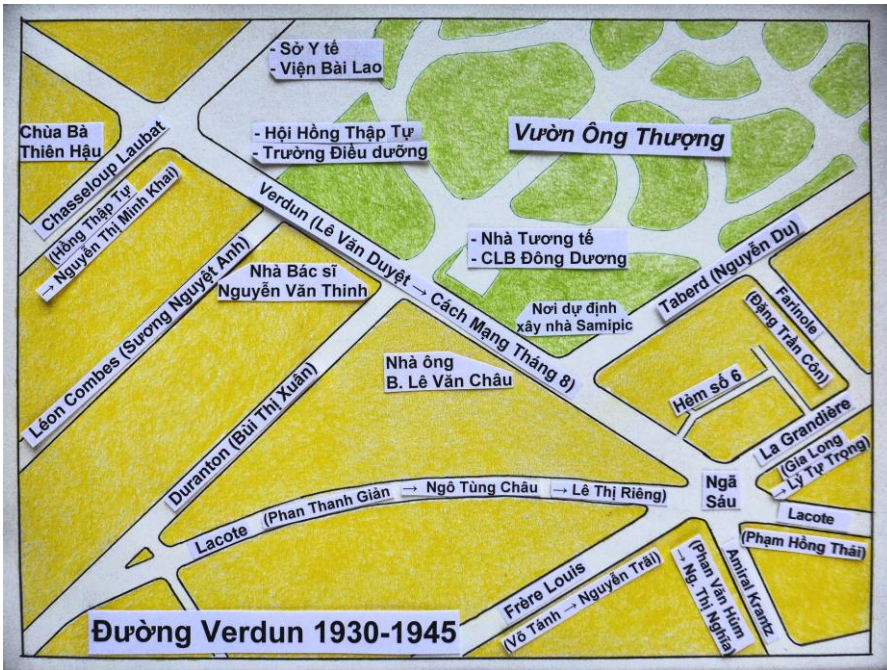 - Sở Y tế
- Viện Bài Lao
Chùa Bà
Thiên Hậu
Chasseloup Laubat
(Hồng Thập Tự
→ Nguyễn Thị Minh Khai)
- Hội Hồng Thập Tự
- Trường Điều dưỡng
Vườn Ông Thượng
Verdun (Lê Văn Duyệt → Cách Mạng Tháng 8)
- Nhà Tương tế
- CLB Đông Dương
Nhà Bác sĩ
Nguyễn Văn Thinh
Léon Combes (Sương Nguyệt Anh)
Nơi dự định
xây nhà Samipic
Taberd (Nguyễn Du)
Farinole
(Đặng Trần Côn)
Nhà ông
B. Lê Văn Châu
Hẻm số 6
Duranton (Bùi Thị Xuân)
La Grandière
(Gia Long
→ Lý Tự Trọng)
Ngã
Sáu
Lacote (Phan Thanh Giản → Ngô Tùng Châu → Lê Thị Riêng)
Lacote
(Phạm Hồng Thái)
Frère Louis
(Võ Tánh → Nguyễn Trãi)
Amiral Krantz
(Phan Văn Hùm
→ Ng. Thị Nghĩa)
Đường Verdun 1930-1945